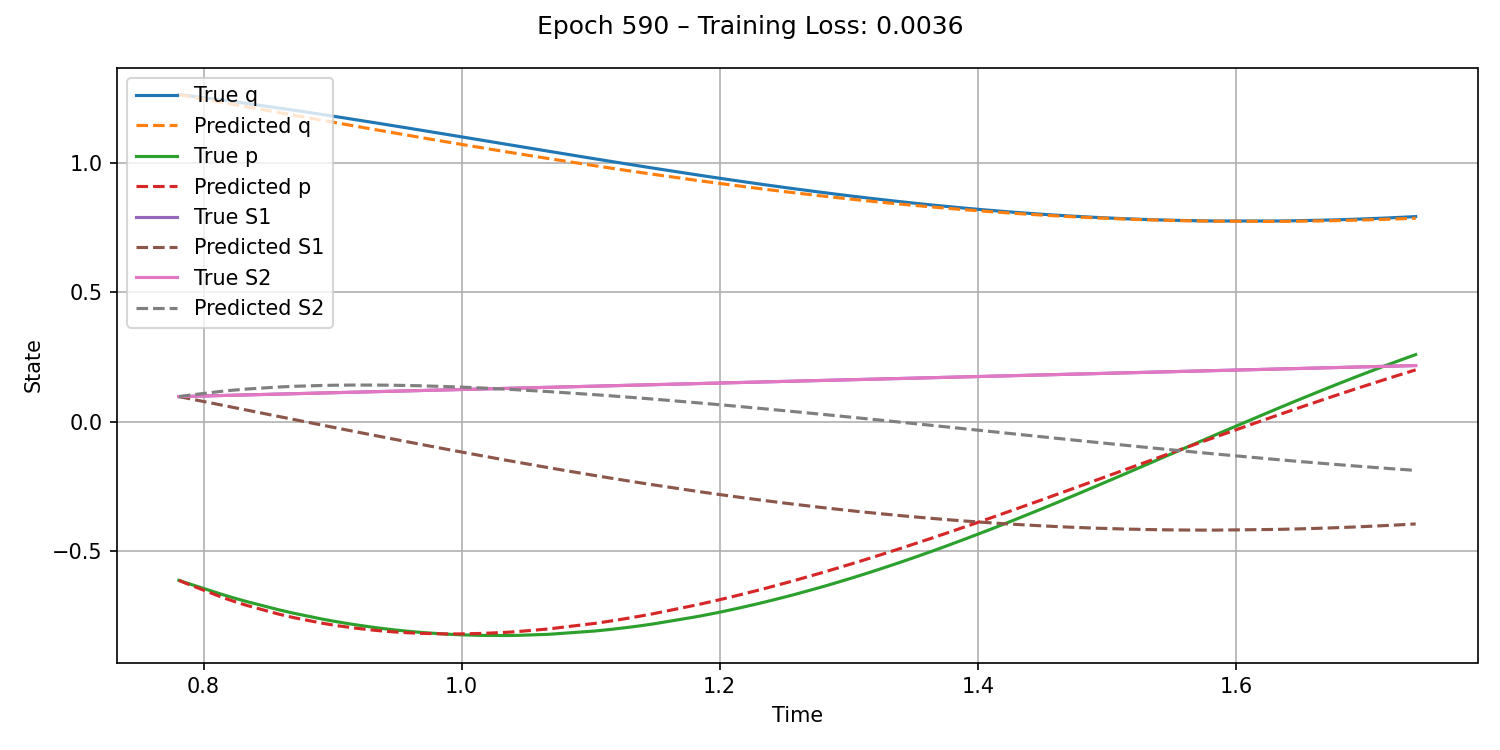 Epoch 590 – Training Loss: 0.0036
True q
Predicted q
True p
Predicted p
True S1
Predicted S1
True S2
Predicted S2
1.0
0.5
0.0
−0.5
State
0.8
1.0
1.2
1.4
1.6
Time